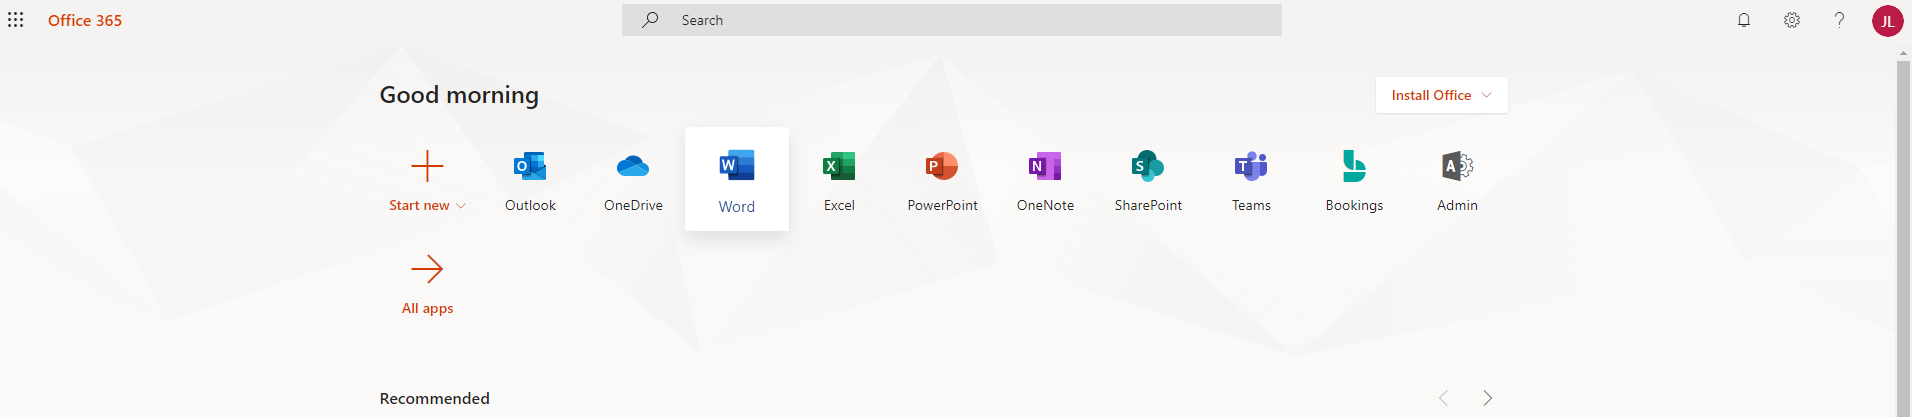 Office 365
Search
JL
Good morning
Install Office
Start new
Outlook
OneDrive
Word
Excel
PowerPoint
OneNote
SharePoint
Teams
Bookings
Admin
All apps
Recommended